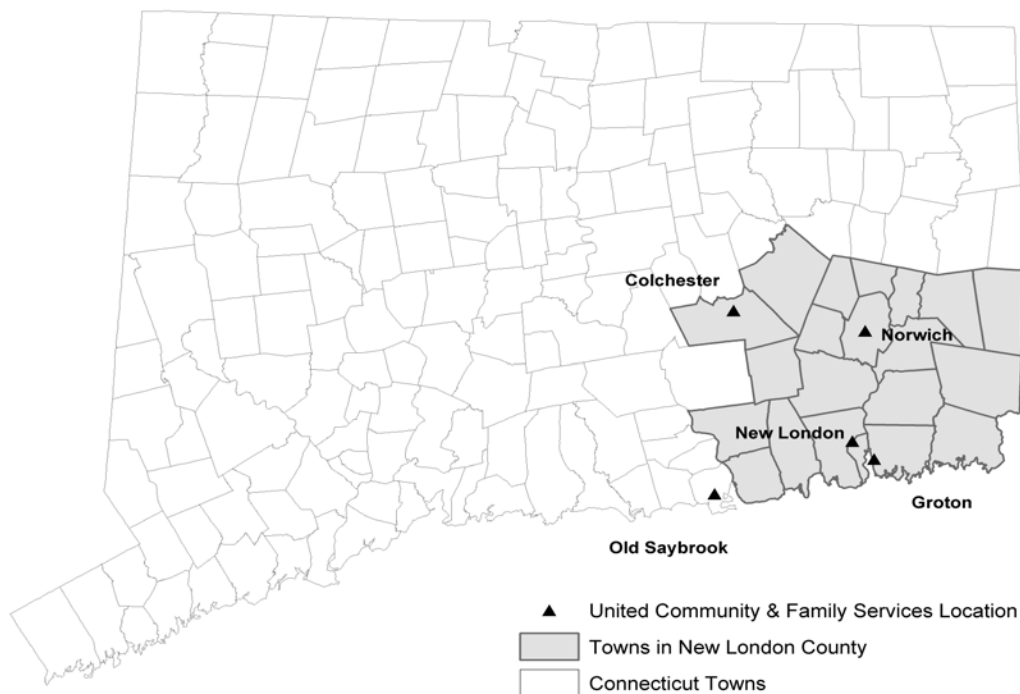 Colchester
Norwich
New London
Groton
Old Saybrook
United Community & Family Services Location
Towns in New London County
Connecticut Towns